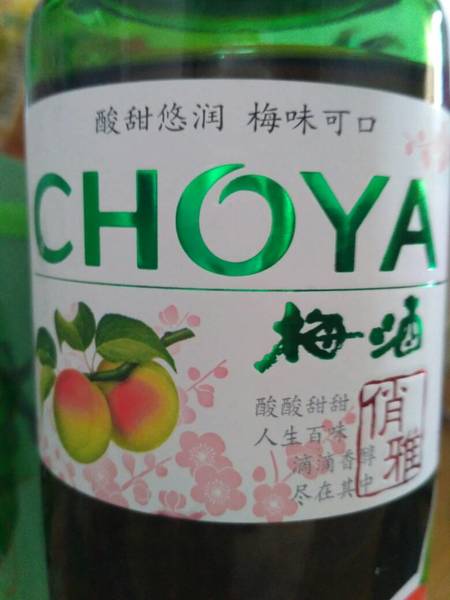 酸甜悠润 梅味可口
CHOYA
梅酒
酸酸甜甜
人生百味
滴滴香醇
尽在其中
俏雅